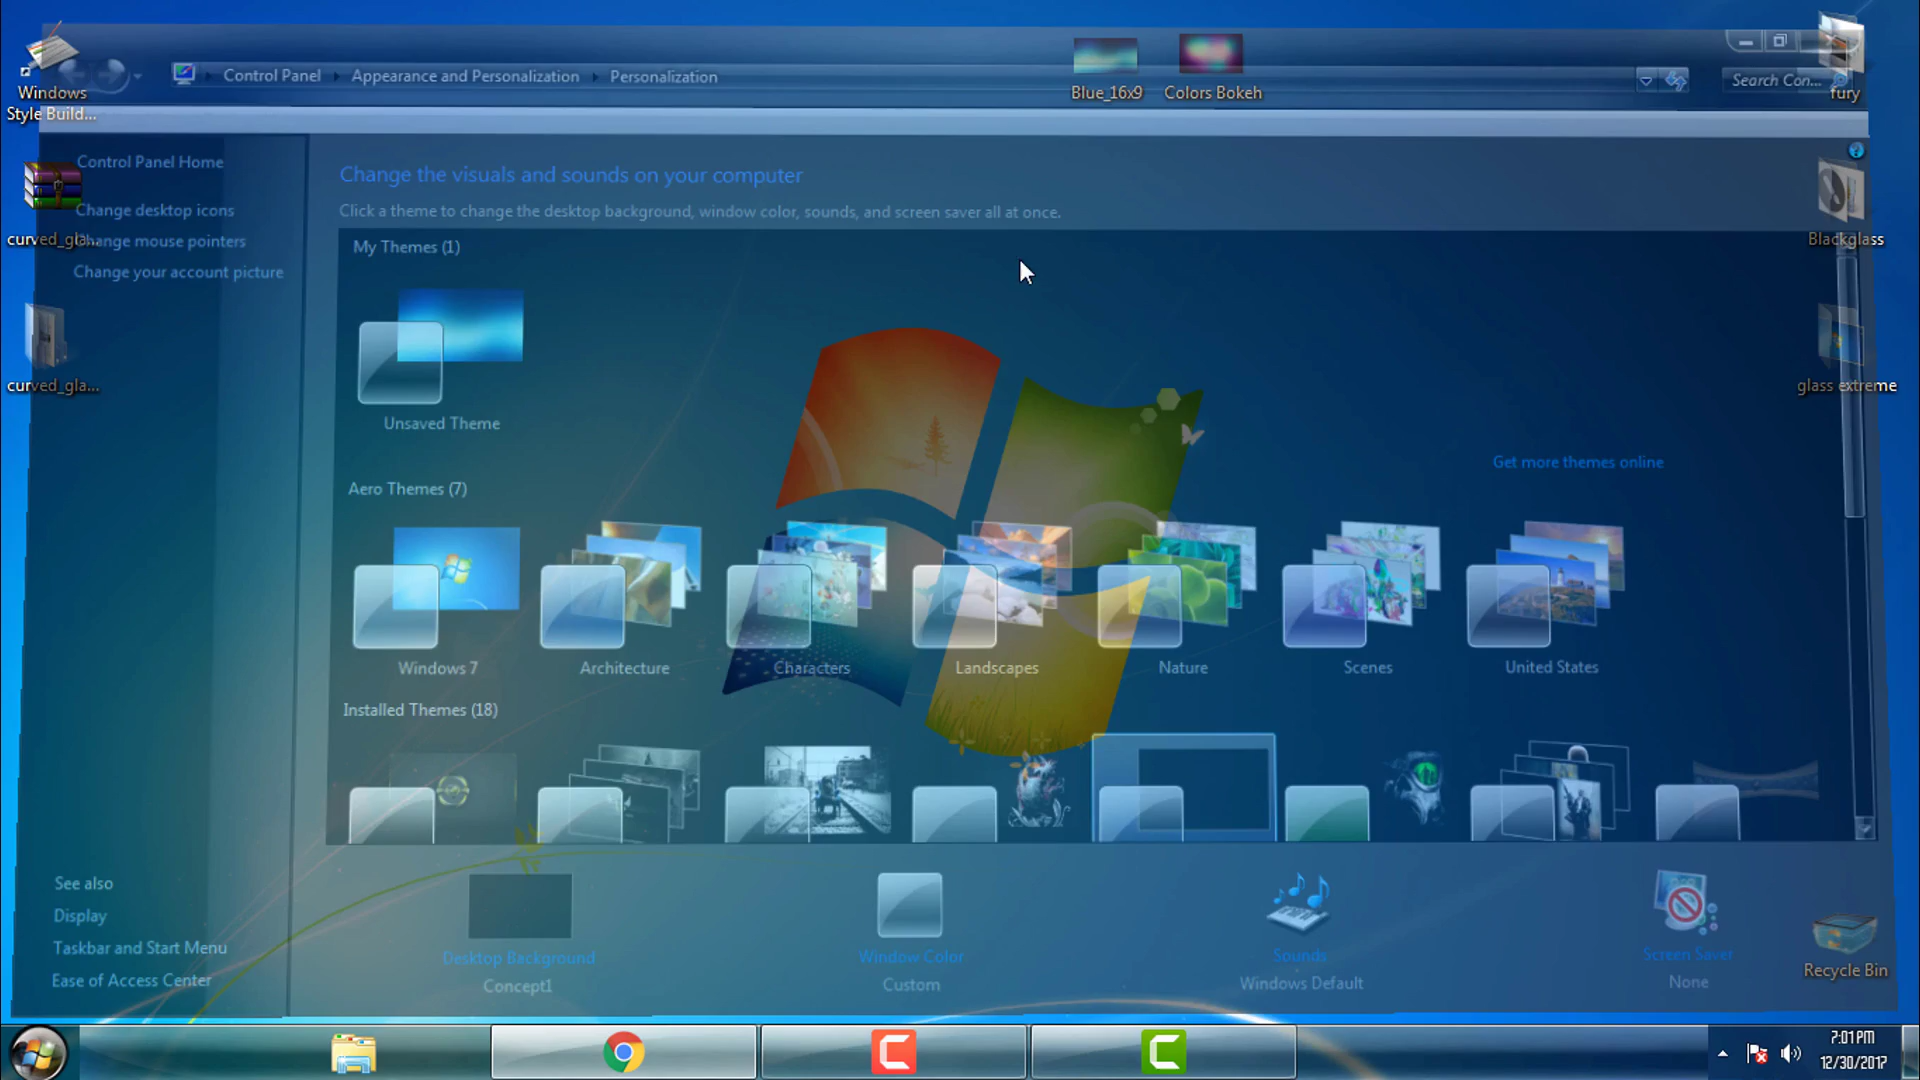 Windows
Style Build...
Control Panel
Appearance and Personalization
Personalization
Blue_16x9
Colors Bokeh
Search Con...
fury
Control Panel Home
Change desktop icons
Change mouse pointers
Change your account picture
curved_gla...
curved_gla...
Change the visuals and sounds on your computer
Click a theme to change the desktop background, window color, sounds, and screen saver all at once.
My Themes (1)
Unsaved Theme
Blackglass
glass extreme
Get more themes online
Aero Themes (7)
Windows 7
Architecture
Characters
Landscapes
Nature
Scenes
United States
Installed Themes (18)
See also
Display
Taskbar and Start Menu
Ease of Access Center
Desktop Background
Concept1
Window Color
Custom
Sounds
Windows Default
Screen Saver
None
Recycle Bin
7:01 PM
12/30/2017